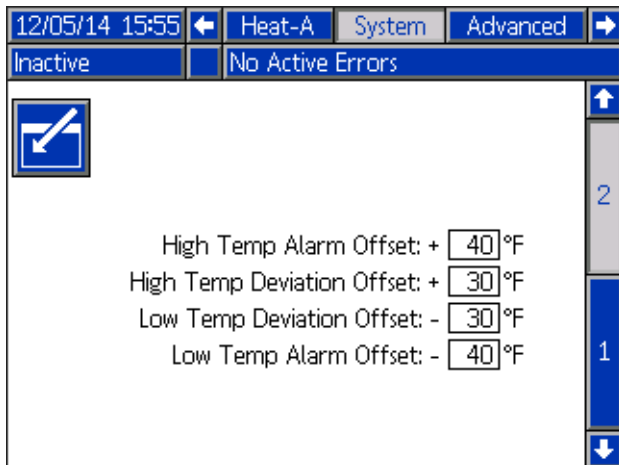 12/05/14 15:55 Heat-A System Advanced
Inactive No Active Errors
2
High Temp Alarm Offset: + 40 °F
High Temp Deviation Offset: + 30 °F
Low Temp Deviation Offset: - 30 °F
Low Temp Alarm Offset: - 40 °F
1